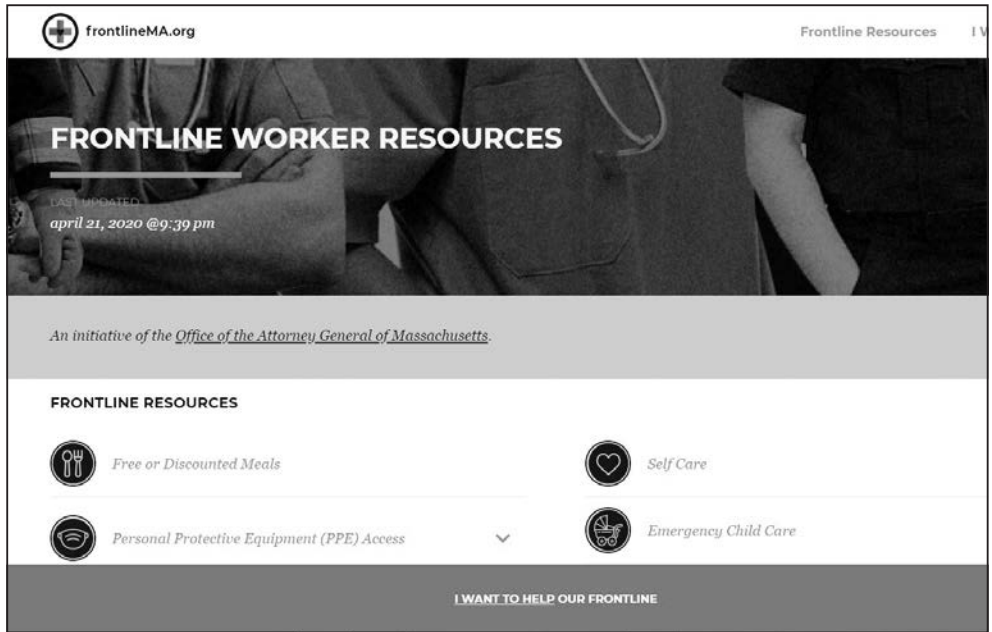 frontlineMA.org
Frontline Resources I W
FRONTLINE WORKER RESOURCES
LAST UPDATED
april 21, 2020 @9:39 pm
An initiative of the Office of the Attorney General of Massachusetts.
FRONTLINE RESOURCES
Free or Discounted Meals
Self Care
Personal Protective Equipment (PPE) Access
Emergency Child Care
I WANT TO HELP OUR FRONTLINE